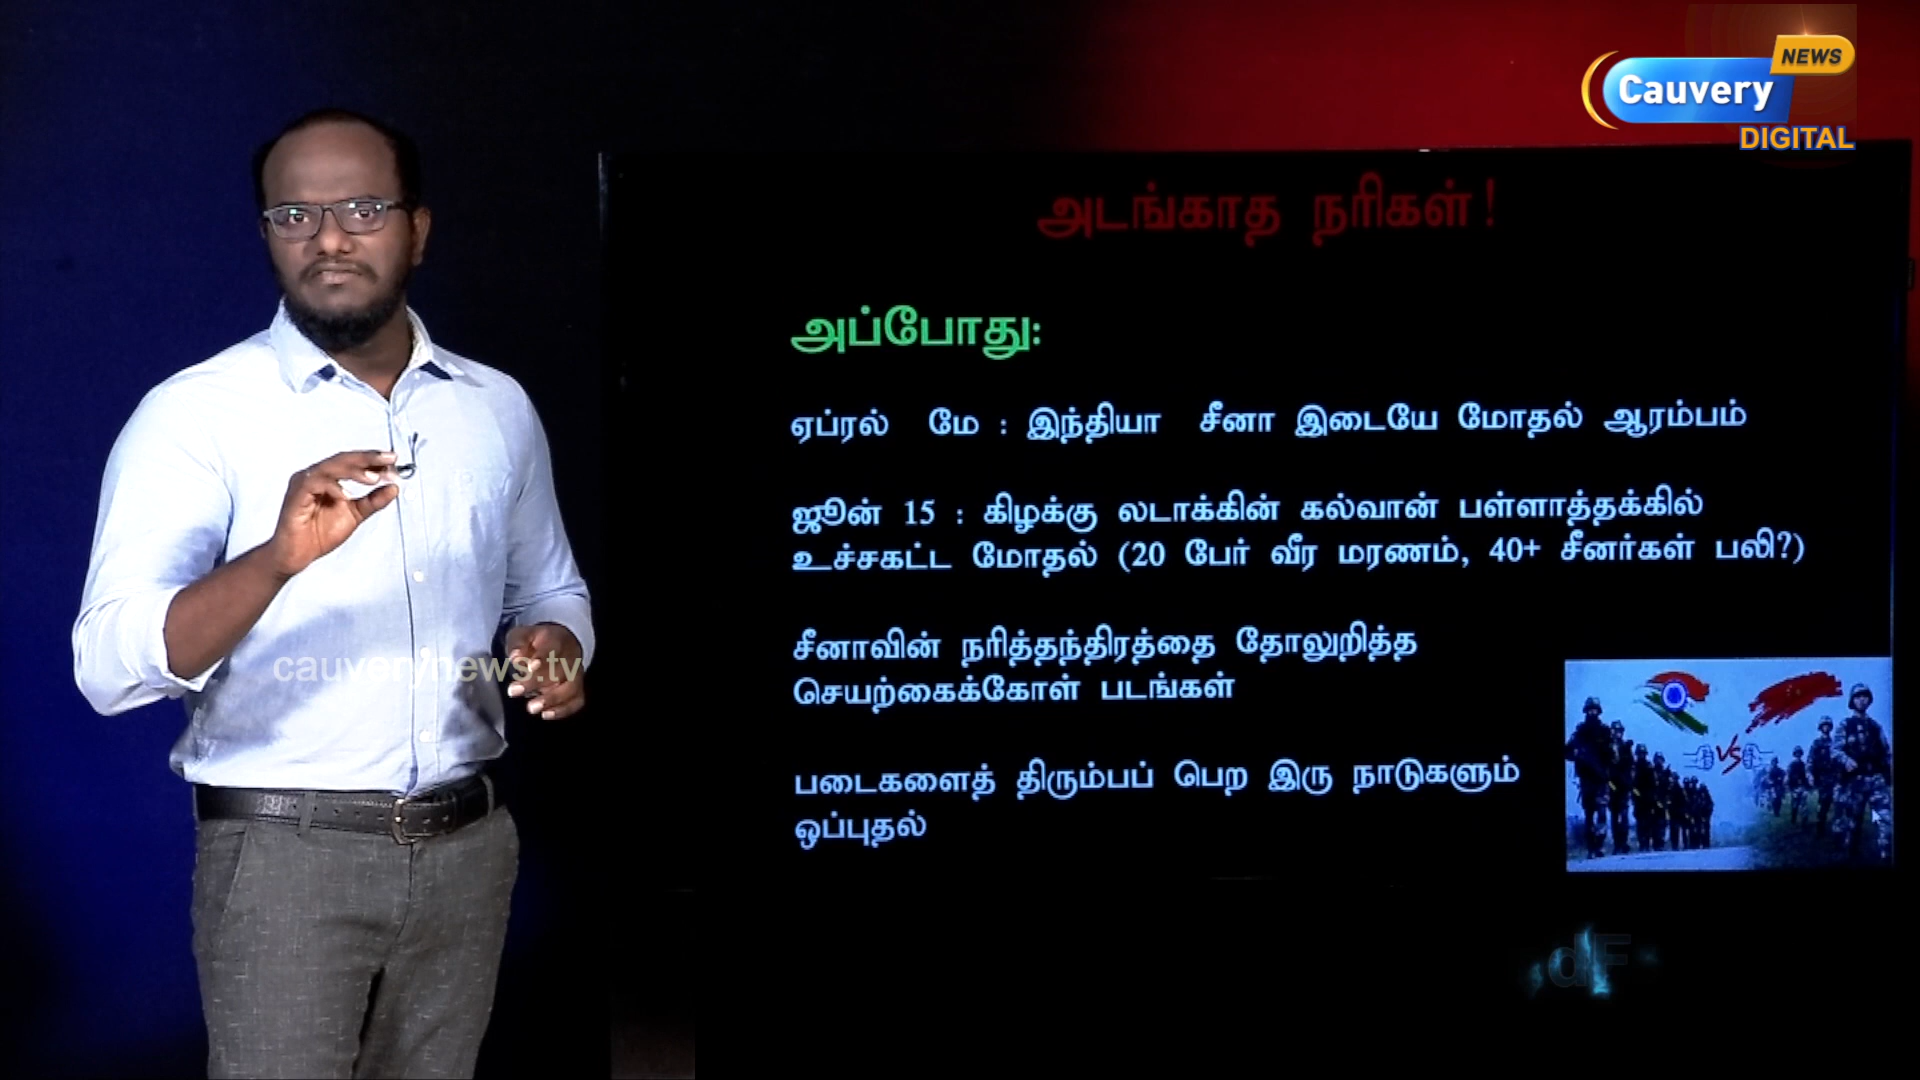 NEWS
Cauvery
DIGITAL
அடங்காத நரிகள்!
அப்போது:
ஏப்ரல் மே : இந்தியா சீனா இடையே மோதல் ஆரம்பம்
ஜூன் 15 : கிழக்கு லடாக்கின் கல்வான் பள்ளாத்தக்கில்
உச்சகட்ட மோதல் (20 பேர் வீர மரணம், 40+ சீனர்கள் பலி?)
சீனாவின் நரித்தந்திரத்தை தோலுறித்த
செயற்கைக்கோள் படங்கள்
படைகளைத் திரும்பப் பெற இரு நாடுகளும்
ஒப்புதல்
VS
cauverynews.tv
dF